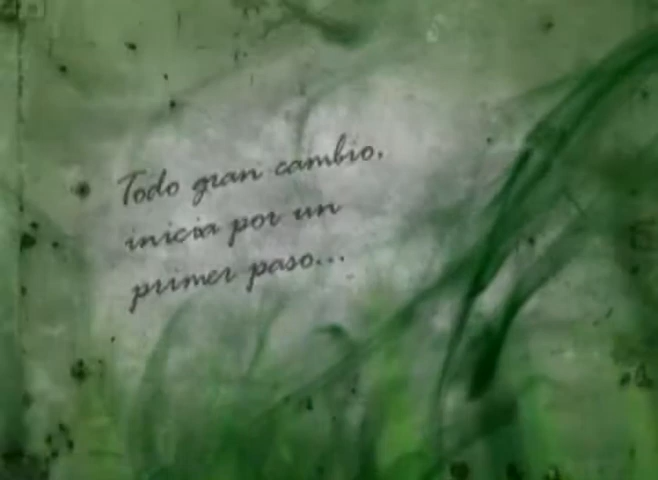 Todo gran cambio,
inicia por un
primer paso...